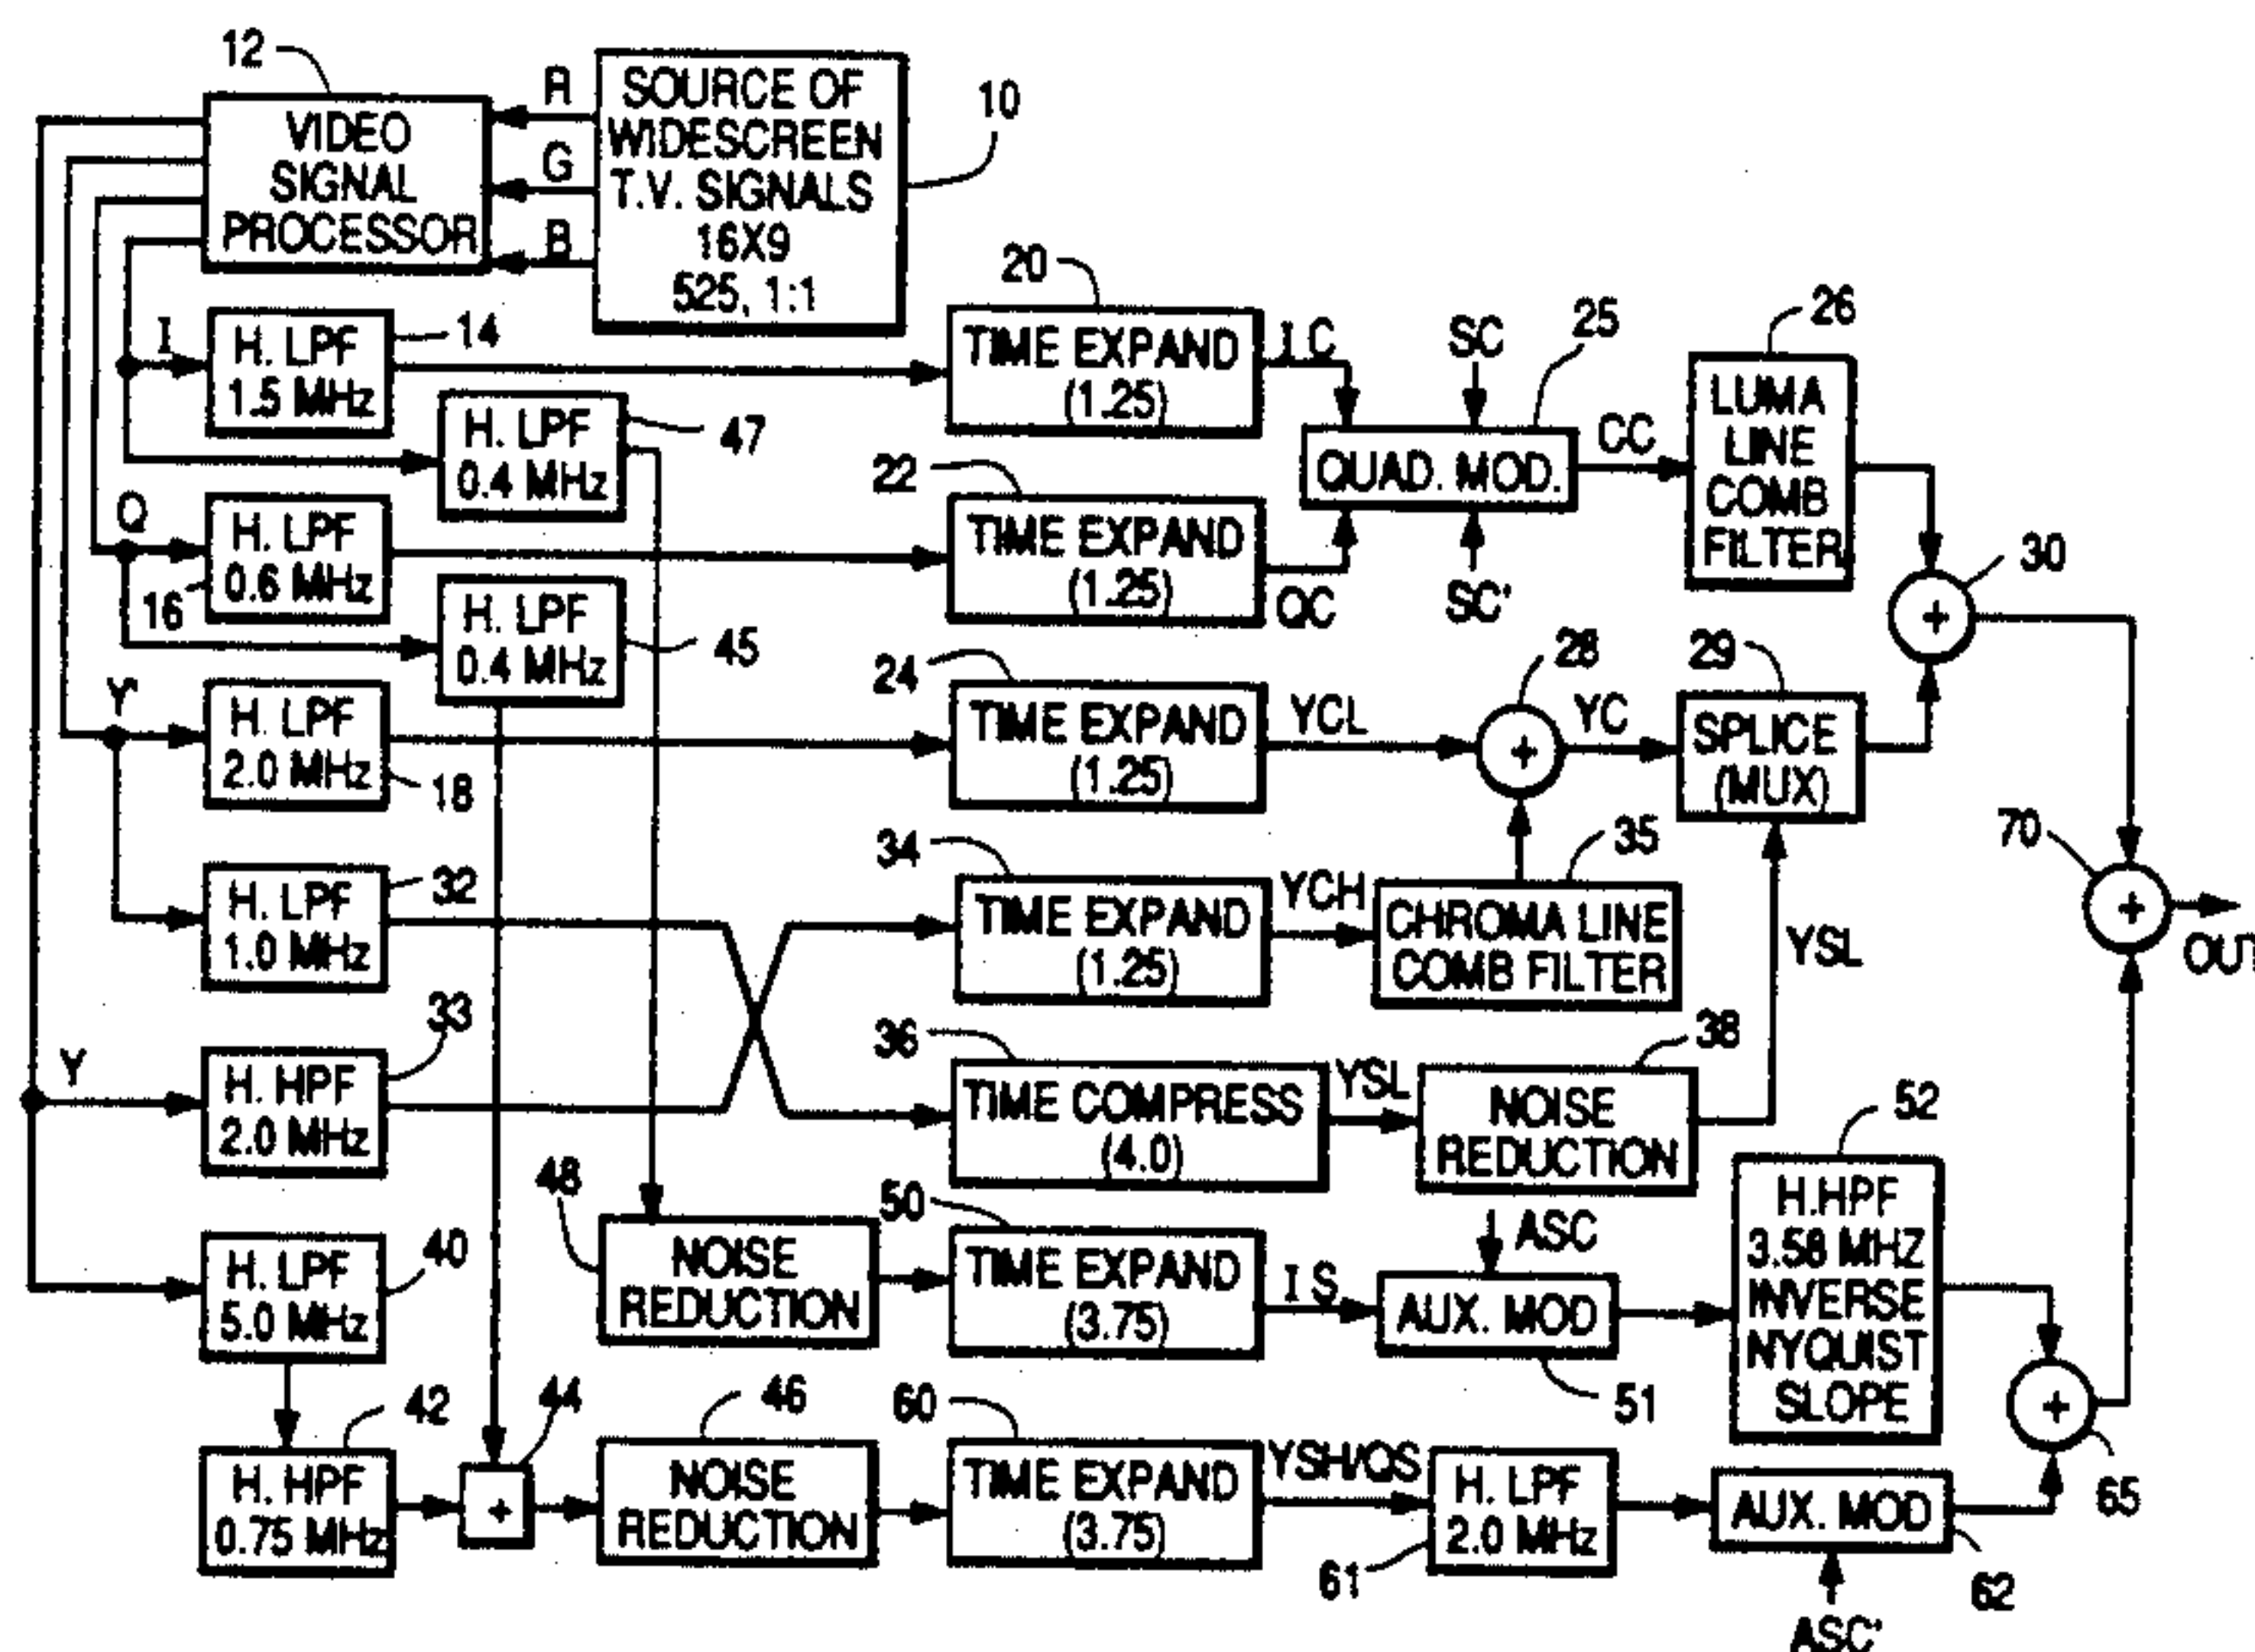 12
VIDEO
SIGNAL
PROCESSOR
R
G
B
SOURCE OF
WIDESCREEN
T.V. SIGNALS
16X9
525, 1:1
10
I
H. LPF
1.5 MHz
14
H. LPF
0.4 MHz
47
20
TIME EXPAND
(1.25)
IC
SC
25
QUAD. MOD.
CC
26
LUMA
LINE
COMB
FILTER
Q
H. LPF
0.6 MHz
16
H. LPF
0.4 MHz
45
22
TIME EXPAND
(1.25)
QC
SC'
30
Y'
H. LPF
2.0 MHz
18
24
TIME EXPAND
(1.25)
YCL
28
+
YC
29
SPLICE
(MUX)
+
H. LPF
1.0 MHz
32
34
TIME EXPAND
(1.25)
YCH
35
CHROMA LINE
COMB FILTER
YSL
70
+
OUT
Y
H. HPF
2.0 MHz
33
36
TIME COMPRESS
(4.0)
YSL
38
NOISE
REDUCTION
H. LPF
5.0 MHz
40
48
NOISE
REDUCTION
50
TIME EXPAND
(3.75)
IS
ASC
AUX. MOD
51
52
H.HPF
3.58 MHZ
INVERSE
NYQUIST
SLOPE
42
H. HPF
0.75 MHz
44
+
46
NOISE
REDUCTION
60
TIME EXPAND
(3.75)
YSH/QS
H. LPF
2.0 MHz
61
AUX. MOD
62
ASC'
+
65